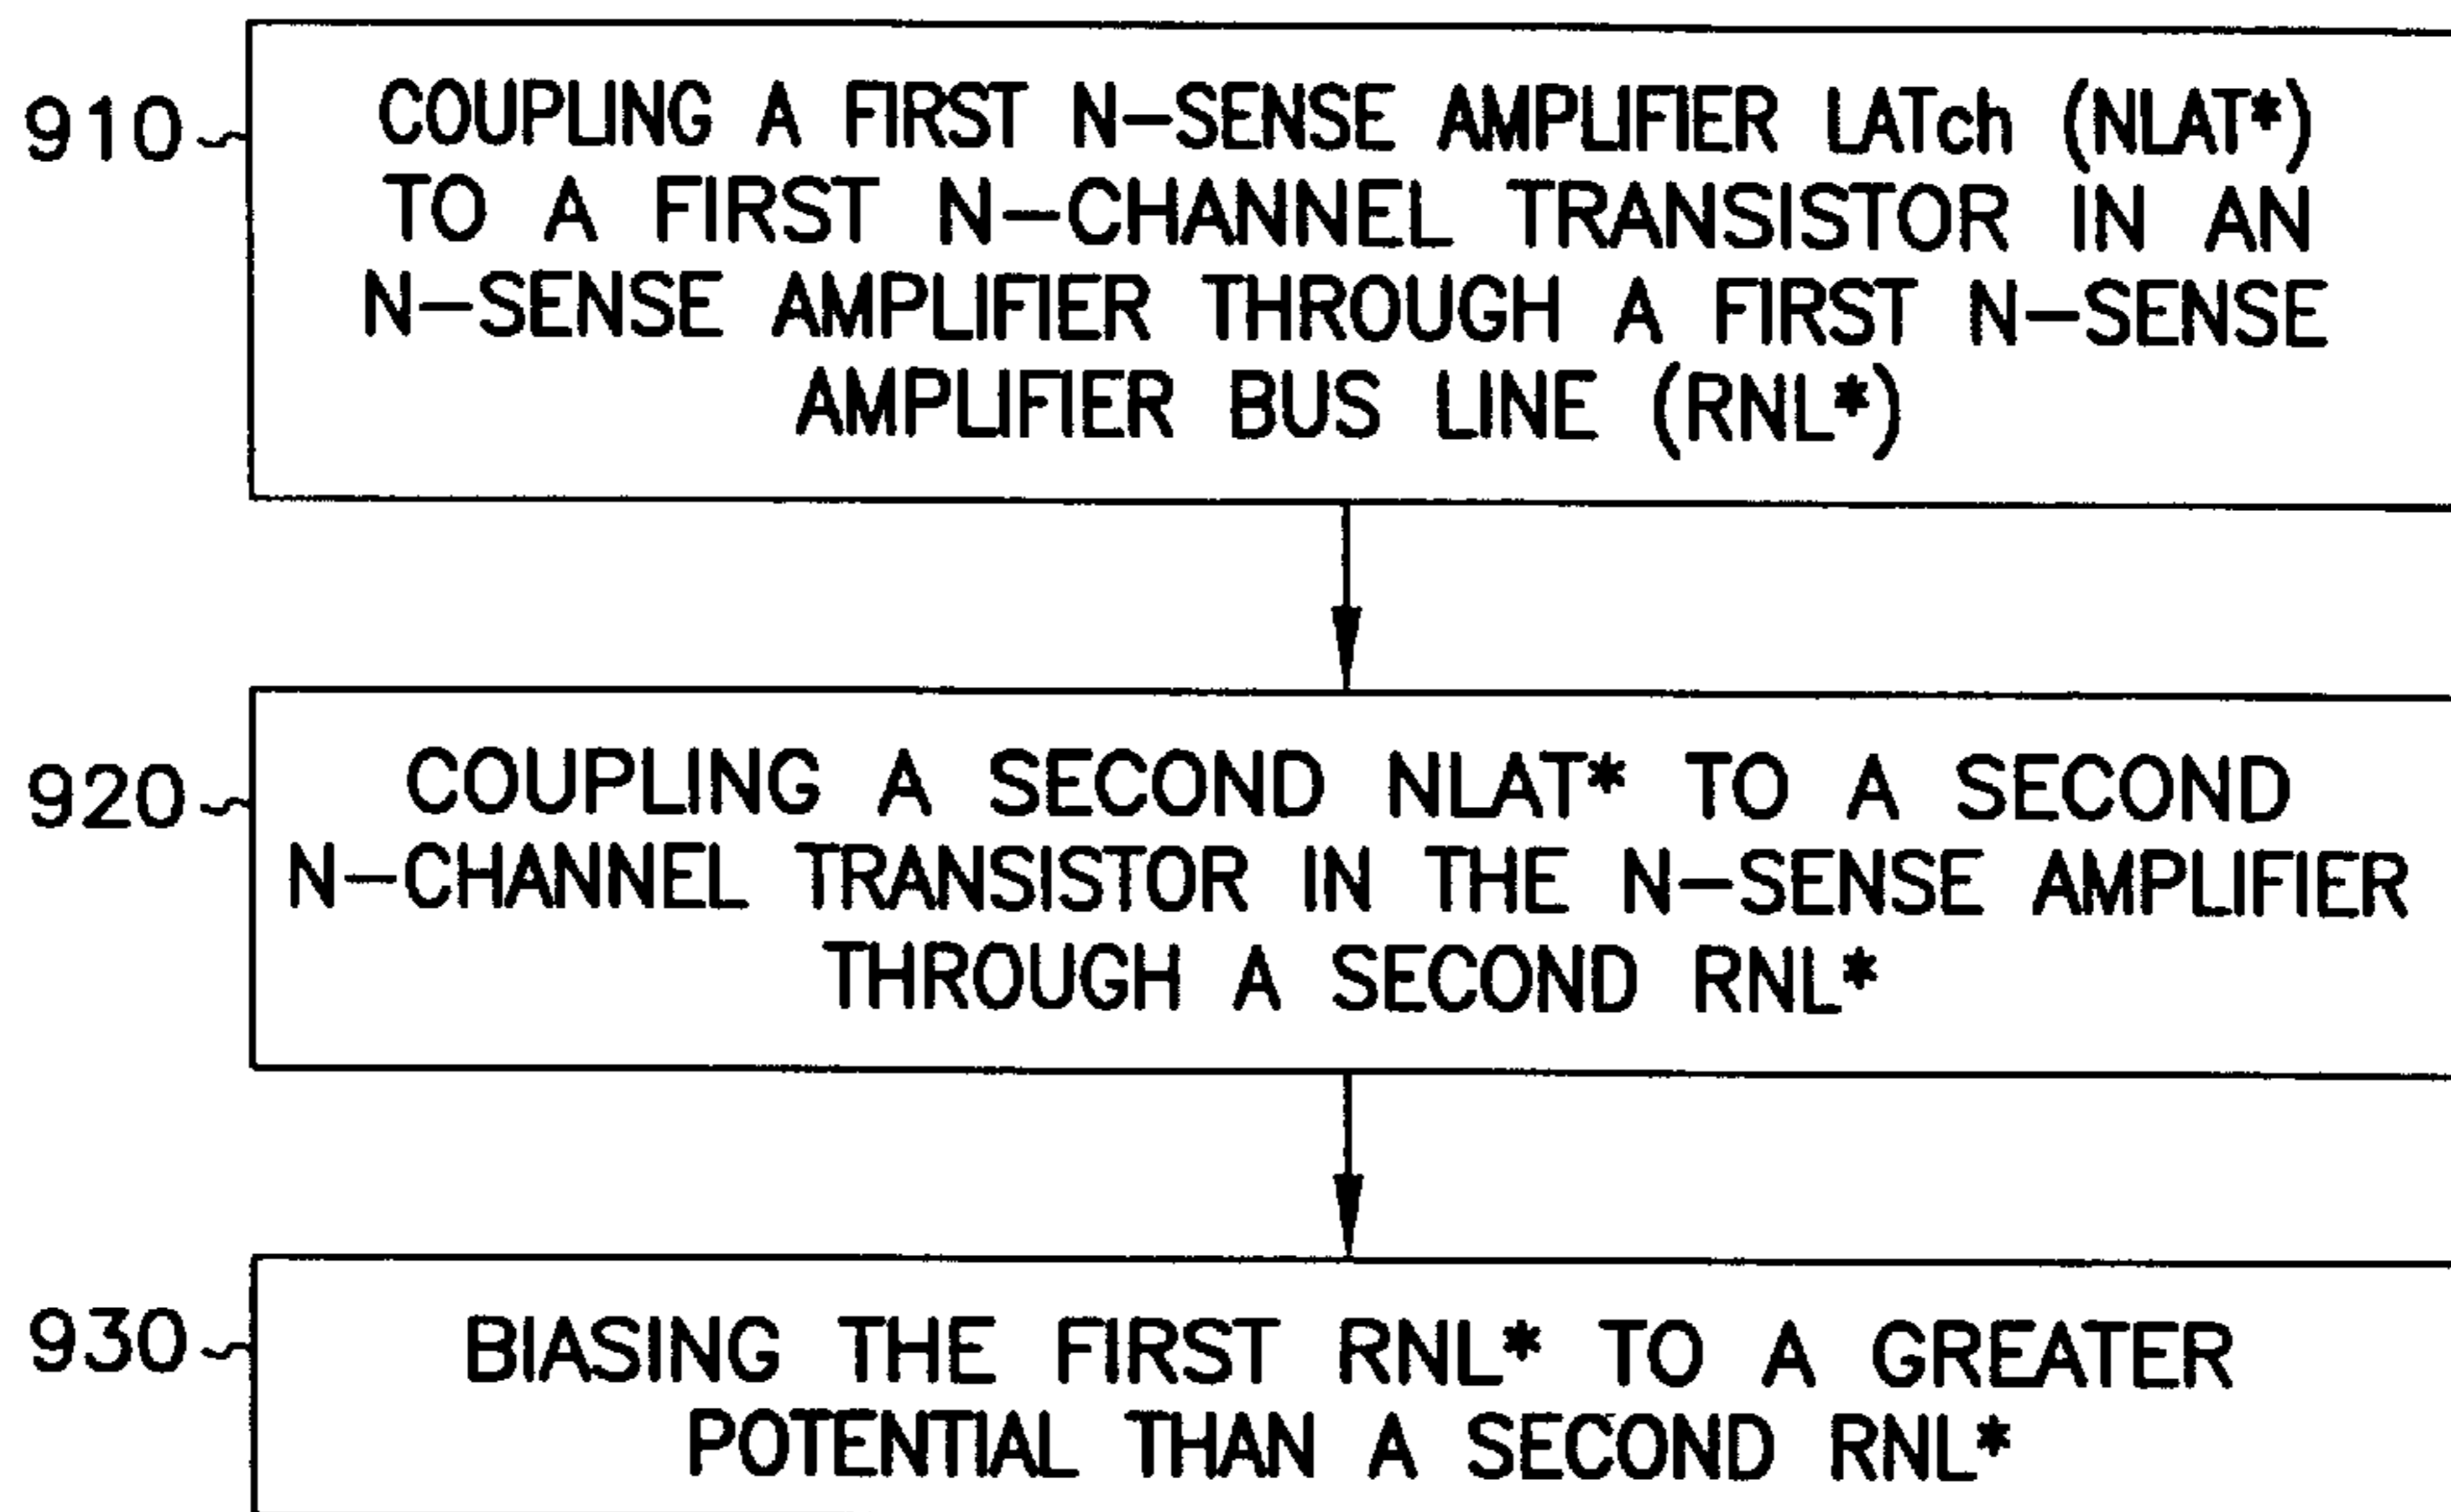 910
COUPLING A FIRST N-SENSE AMPLIFIER LATch (NLAT*)
TO A FIRST N-CHANNEL TRANSISTOR IN AN
N-SENSE AMPLIFIER THROUGH A FIRST N-SENSE
AMPLIFIER BUS LINE (RNL*)
920
COUPLING A SECOND NLAT* TO A SECOND
N-CHANNEL TRANSISTOR IN THE N-SENSE AMPLIFIER
THROUGH A SECOND RNL*
930
BIASING THE FIRST RNL* TO A GREATER
POTENTIAL THAN A SECOND RNL*